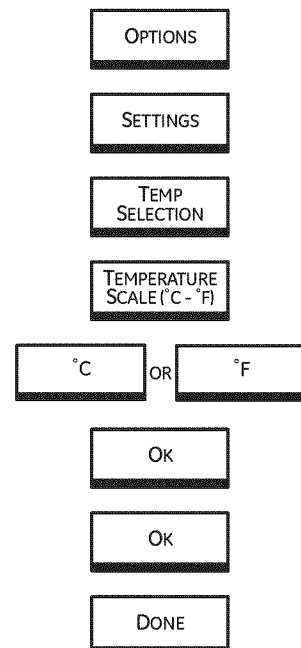 OPTIONS
SETTINGS
TEMP
SELECTION
TEMPERATURE
SCALE (°C - °F)
°C OR °F
OK
OK
DONE